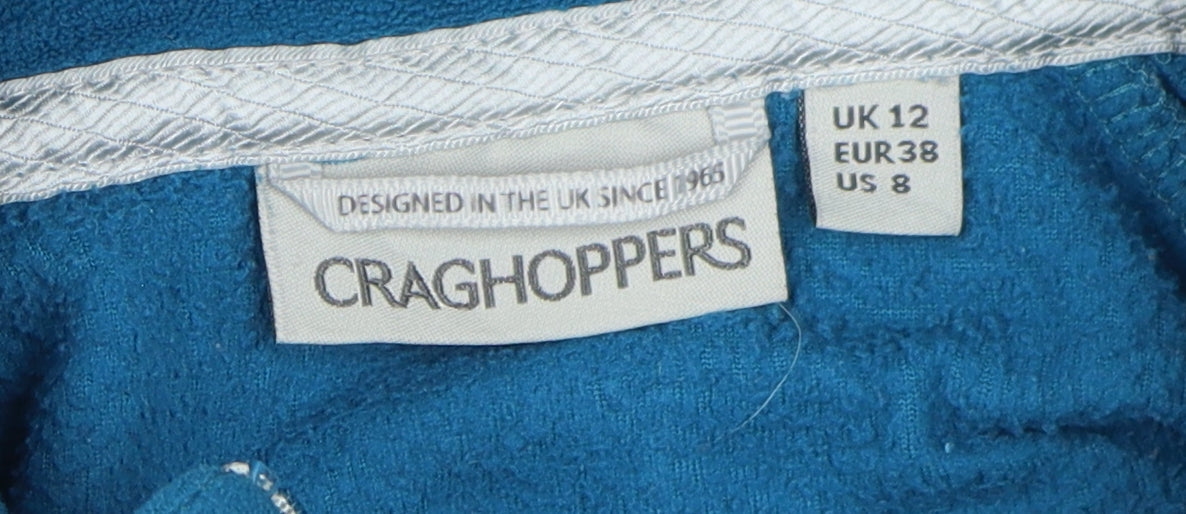 DESIGNED IN THE UK SINCE 1965
CRAGHOPPERS
UK 12
EUR 38
US 8